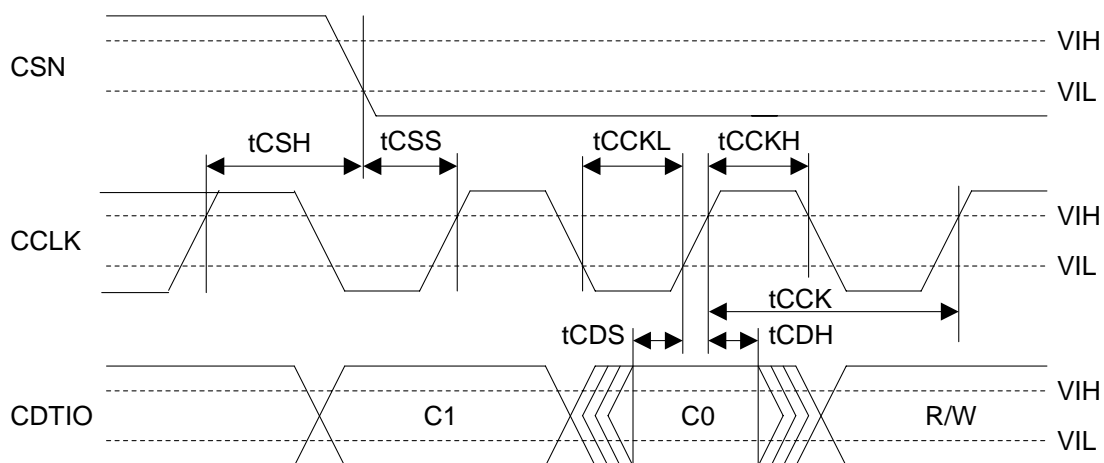 CSN
VIH
VIL
tCSH
tCSS
tCCKL
tCCKH
CCLK
VIH
VIL
tCCK
tCDS
tCDH
CDTIO
C1
C0
R/W
VIH
VIL